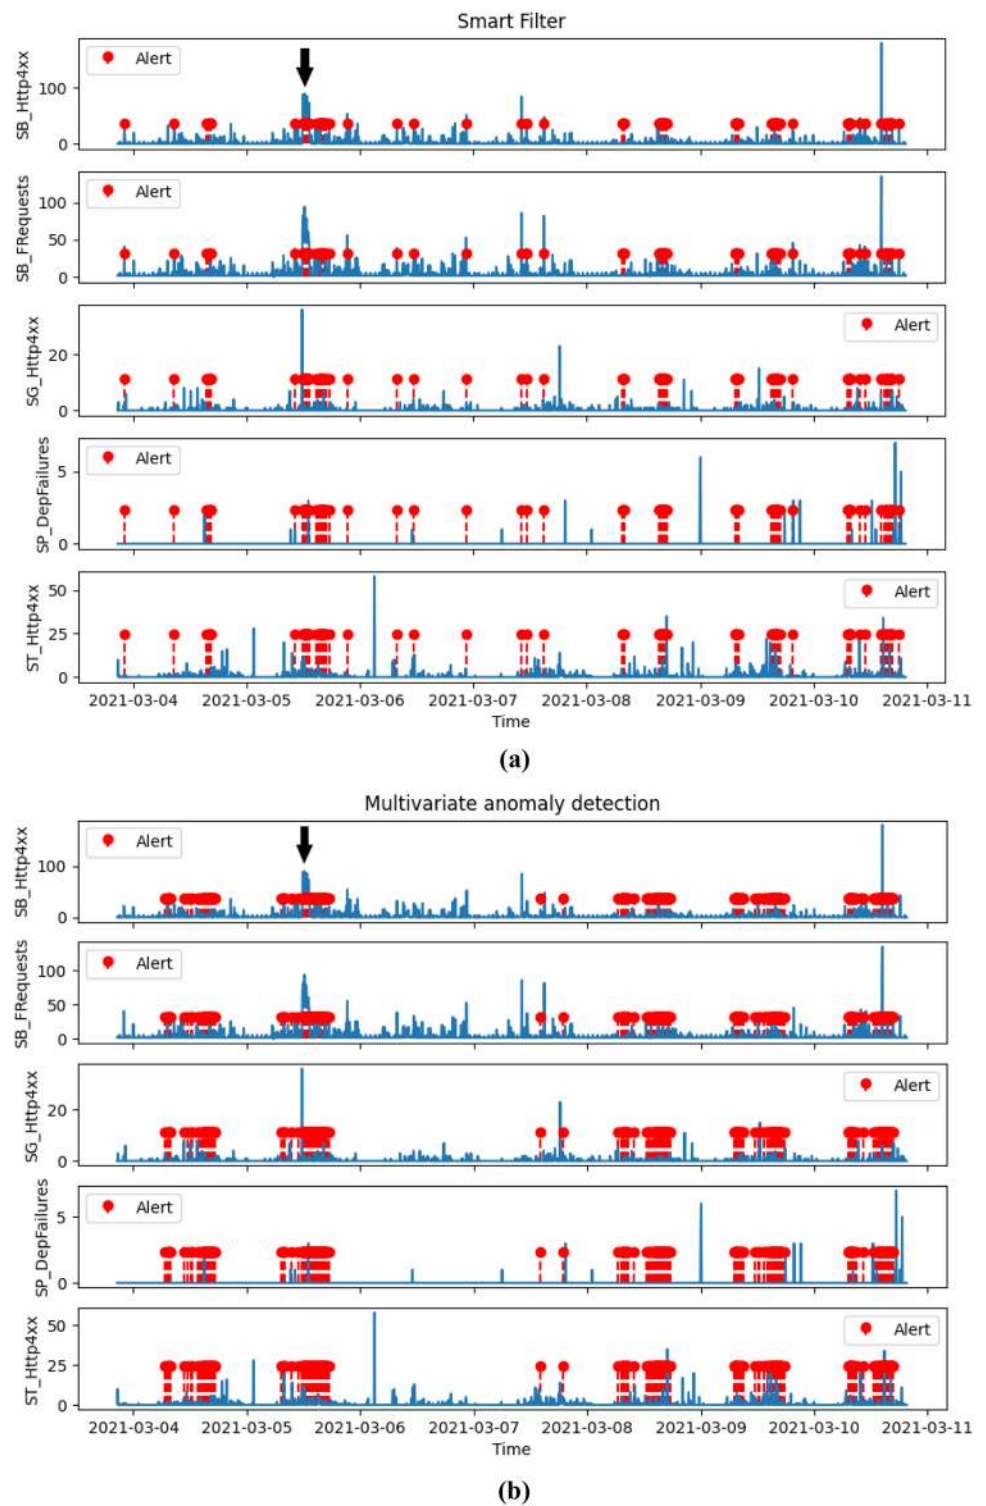 Smart Filter
SB_Http4xx
100
0
Alert
SB_FRequests
100
50
0
Alert
SG_Http4xx
20
0
Alert
SP_DepFailures
5
0
Alert
ST_Http4xx
50
25
0
Alert
2021-03-04 2021-03-05 2021-03-06 2021-03-07 2021-03-08 2021-03-09 2021-03-10 2021-03-11
Time
(a)
Multivariate anomaly detection
SB_Http4xx
100
0
Alert
SB_FRequests
100
50
0
Alert
SG_Http4xx
20
0
Alert
SP_DepFailures
5
0
Alert
ST_Http4xx
50
25
0
Alert
2021-03-04 2021-03-05 2021-03-06 2021-03-07 2021-03-08 2021-03-09 2021-03-10 2021-03-11
Time
(b)